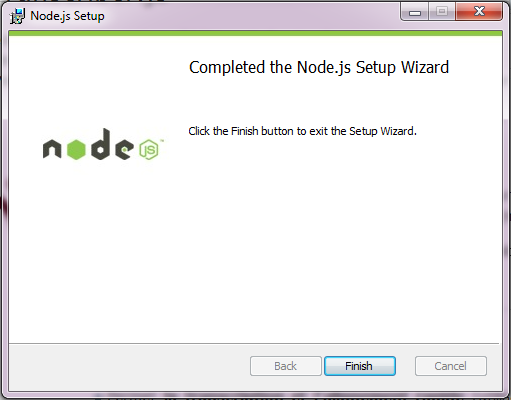 Node.js Setup
Completed the Node.js Setup Wizard
Click the Finish button to exit the Setup Wizard.
node JS ™
Back
Finish
Cancel